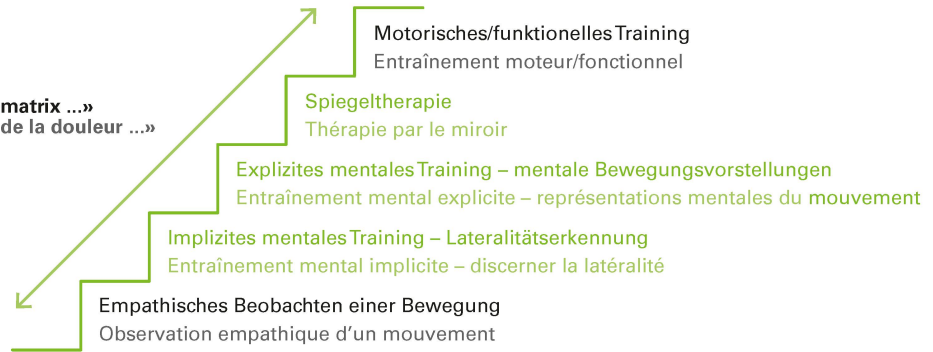 Motorisches/funktionelles Training
Entraînement moteur/fonctionnel
Spiegeltherapie
Thérapie par le miroir
matrix ...»
de la douleur ...»
Explizites mentales Training – mentale Bewegungsvorstellungen
Entraînement mental explicite – représentations mentales du mouvement
Implizites mentales Training – Lateralitätserkennung
Entraînement mental implicite – discerner la latéralité
Empathisches Beobachten einer Bewegung
Observation empathique d’un mouvement